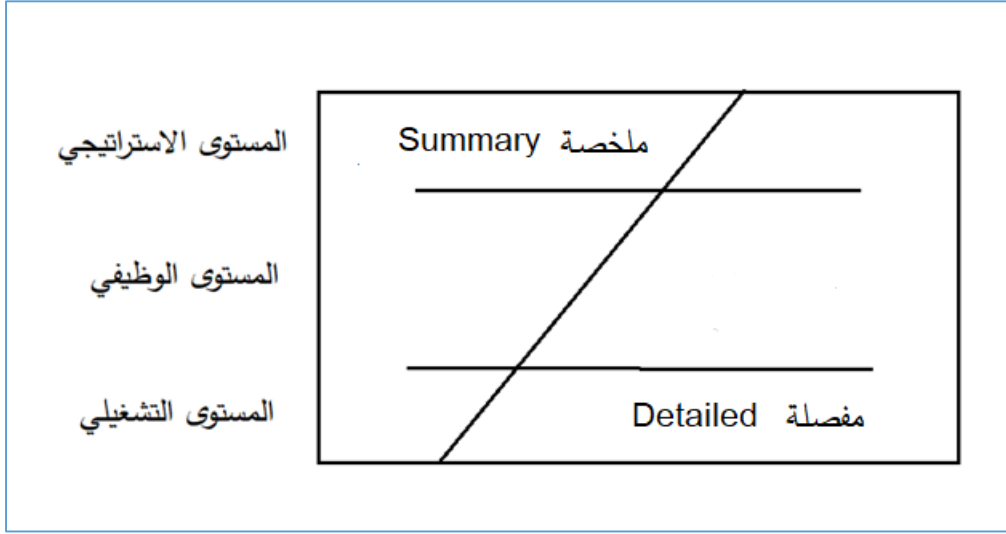 المستوى الاستراتيجي
ملخصة Summary
المستوى الوظيفي
المستوى التشغيلي
مفصلة Detailed